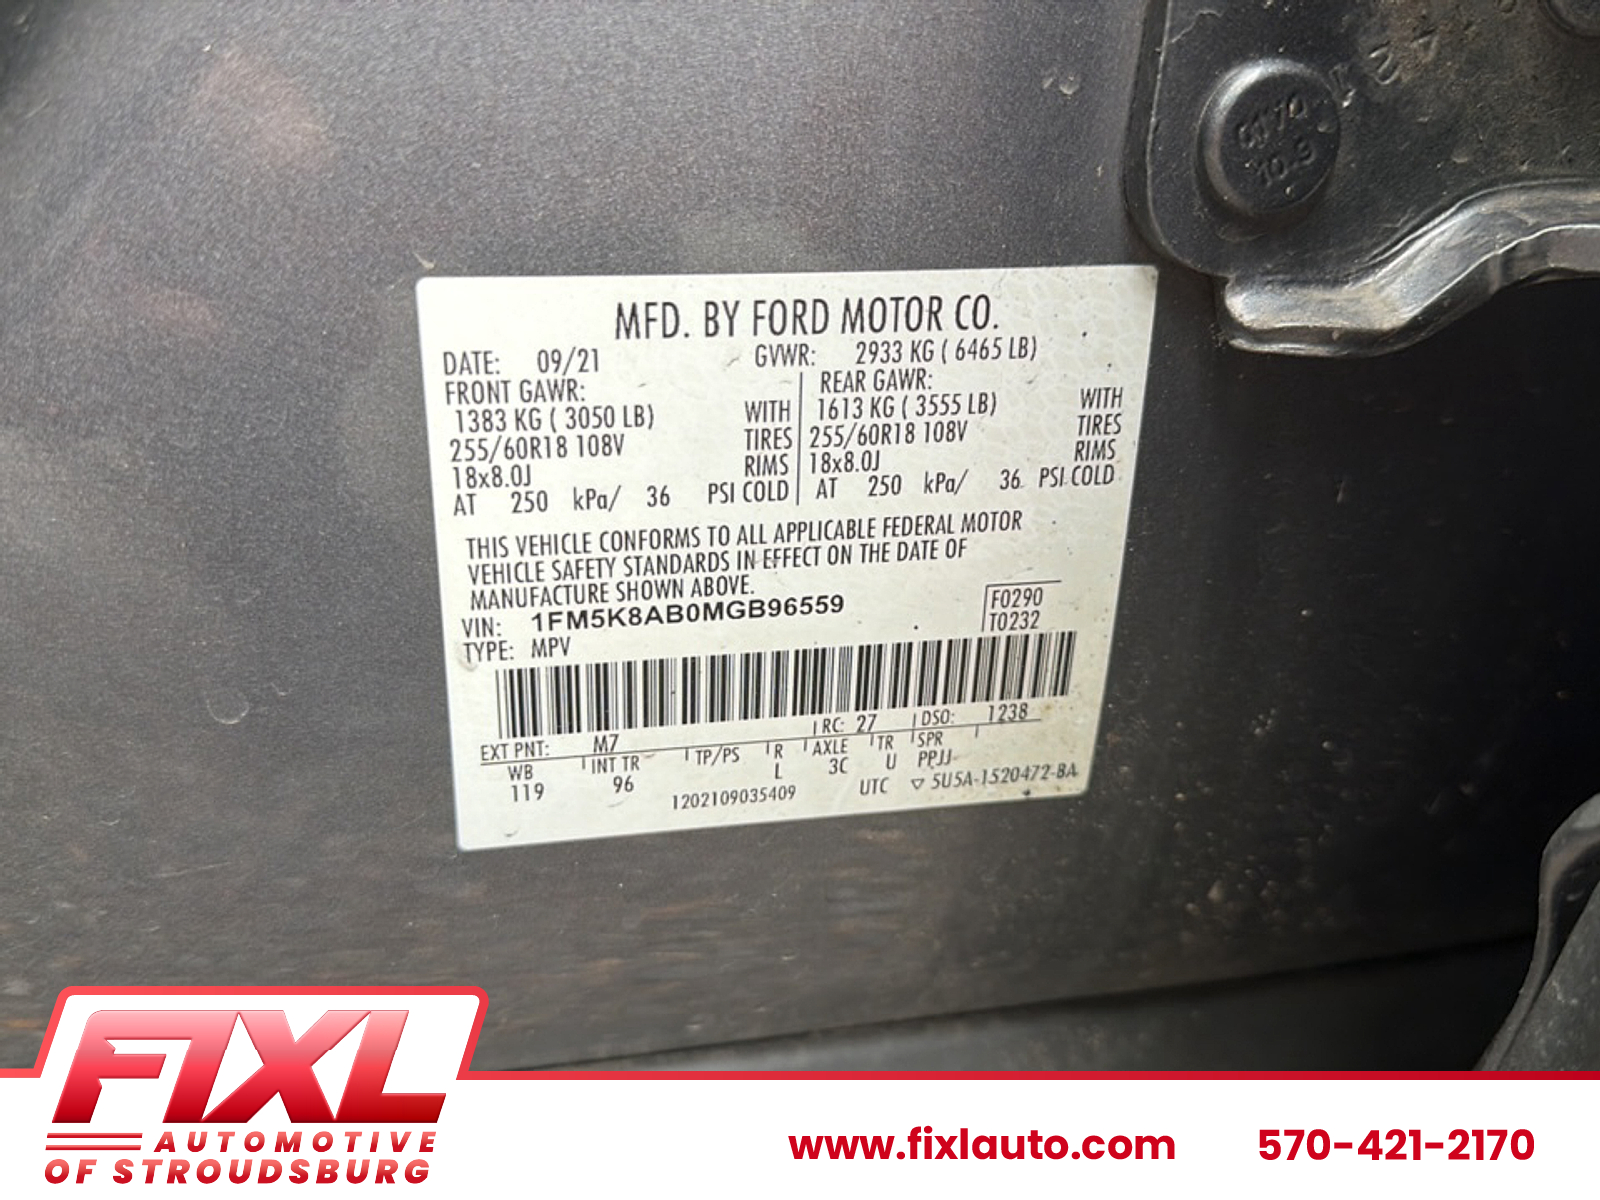 MFD. BY FORD MOTOR CO.
DATE: 09/21 GVWR: 2933 KG ( 6465 LB)
FRONT GAWR: REAR GAWR:
1383 KG ( 3050 LB) WITH 1613 KG ( 3555 LB) WITH
255/60R18 108V TIRES 255/60R18 108V TIRES
18x8.0J RIMS 18x8.0J RIMS
AT 250 kPa/ 36 PSI COLD AT 250 kPa/ 36 PSI COLD
THIS VEHICLE CONFORMS TO ALL APPLICABLE FEDERAL MOTOR
VEHICLE SAFETY STANDARDS IN EFFECT ON THE DATE OF
MANUFACTURE SHOWN ABOVE.
VIN: 1FM5K8AB0MGB96559 F0290
TYPE: MPV T0232
EXT PNT: M7 RC: 27 DSO: 1238
WB INT TR TP/PS R AXLE TR SPR
119 96 L 3C U PPJJ
1202109035409 UTC ▽ 5U5A-1520472-BA
10.9
FIXL
AUTOMOTIVE
OF STROUDSBURG
www.fixlauto.com 570-421-2170